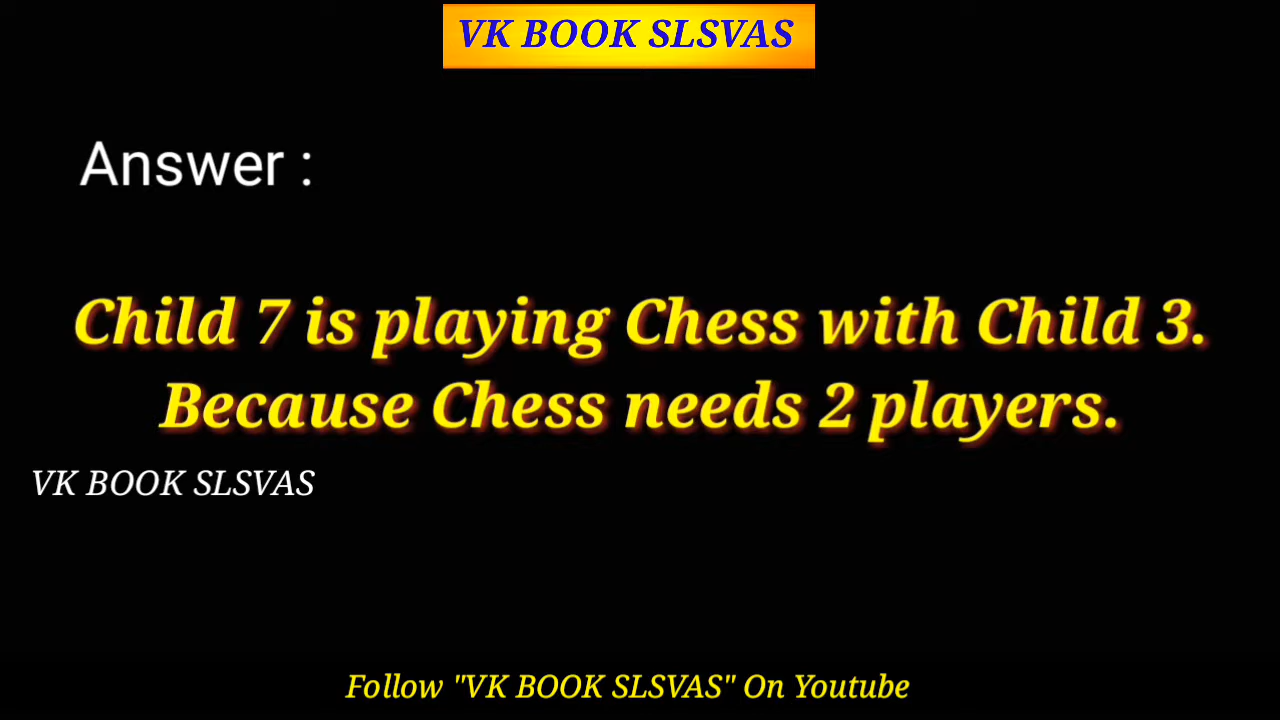 VK BOOK SLSVAS
Answer :
Child 7 is playing Chess with Child 3.
Because Chess needs 2 players.
VK BOOK SLSVAS
Follow "VK BOOK SLSVAS" On Youtube